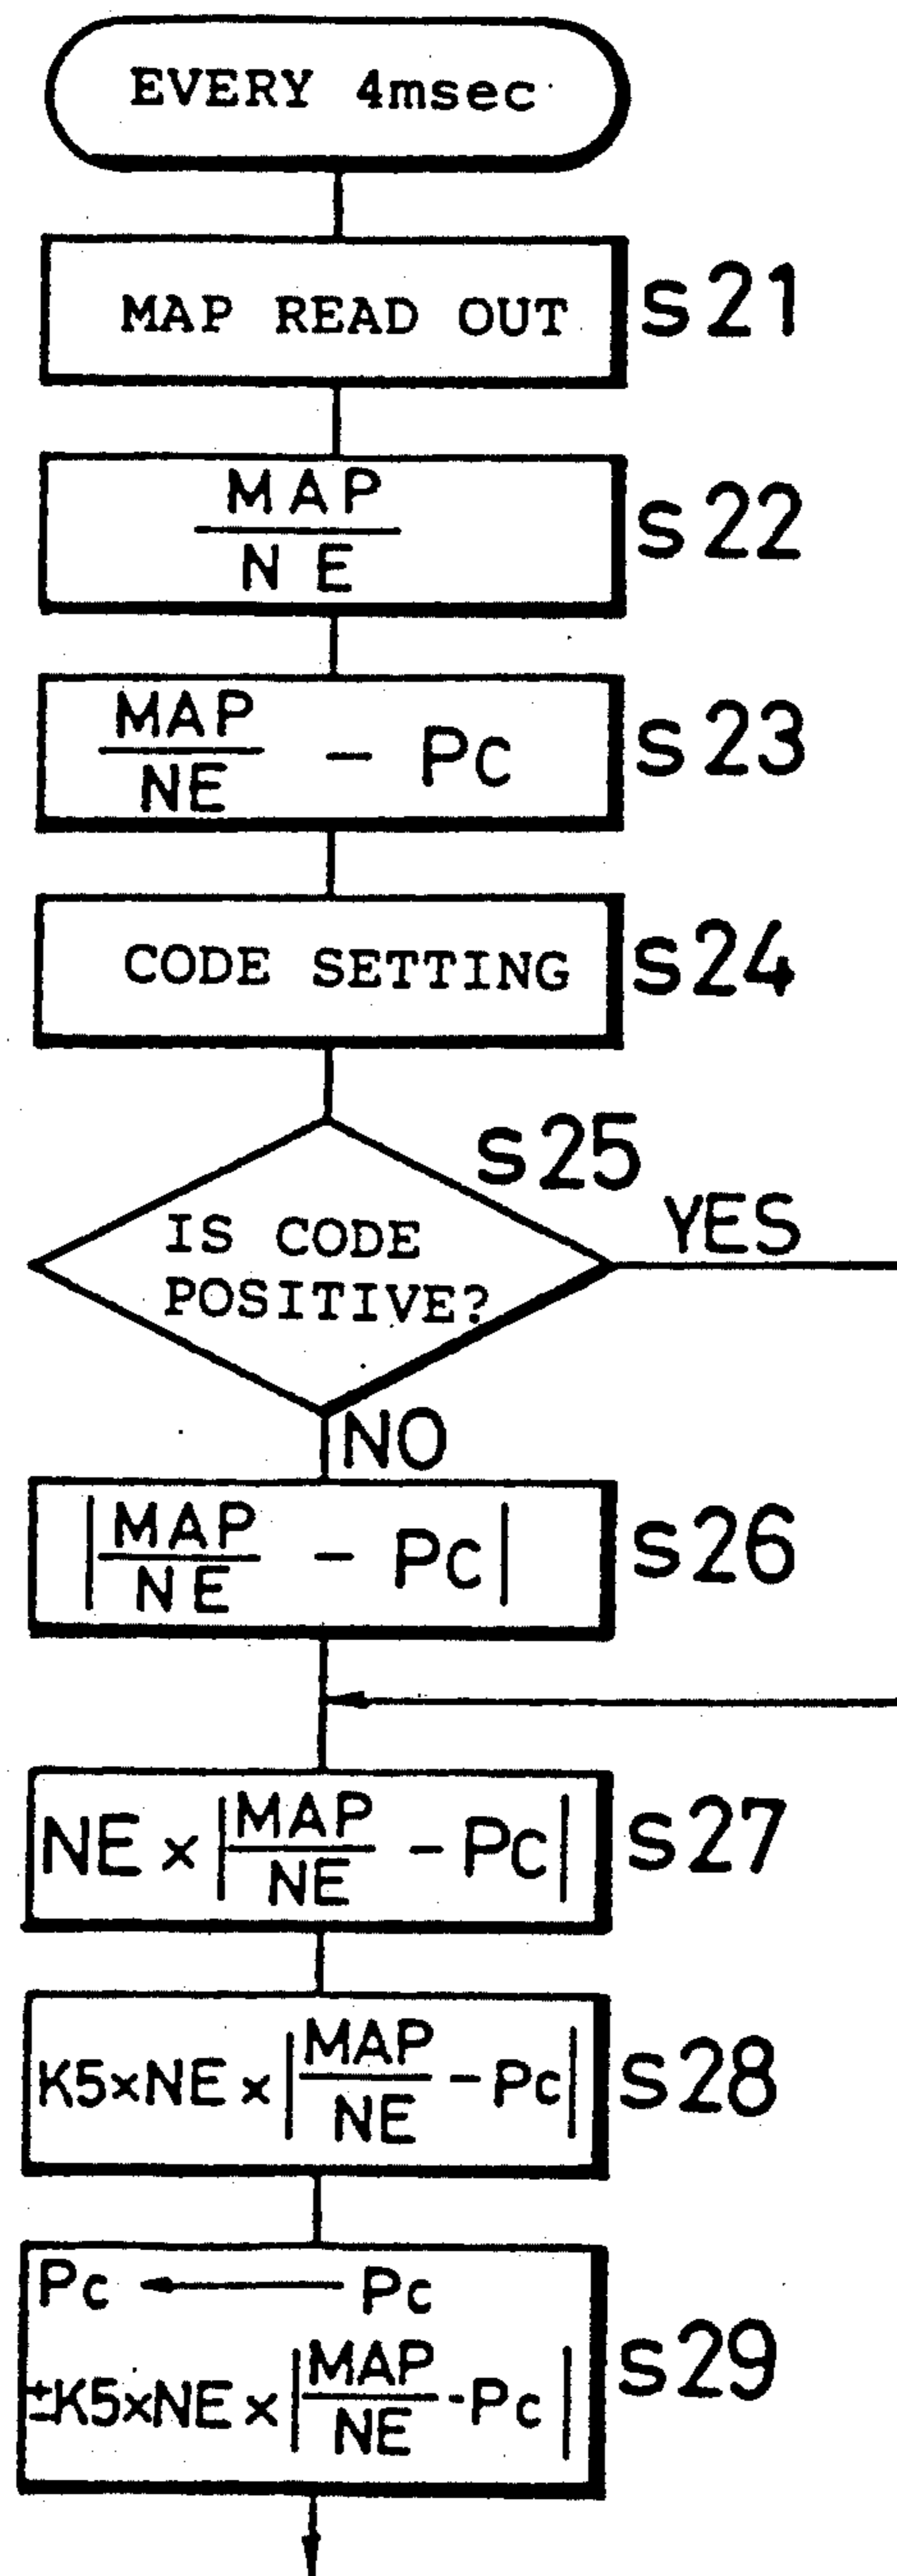 EVERY 4msec
MAP READ OUT s21
MAP
NE
s22
MAP
NE
- Pc s23
CODE SETTING s24
s25
YES
IS CODE
POSITIVE?
NO
|MAP
NE
- Pc| s26
NE × |MAP
NE
- Pc| s27
K5×NE×|MAP
NE
-Pc| s28
Pc ← Pc
±K5×NE×|MAP
NE
-Pc|
s29